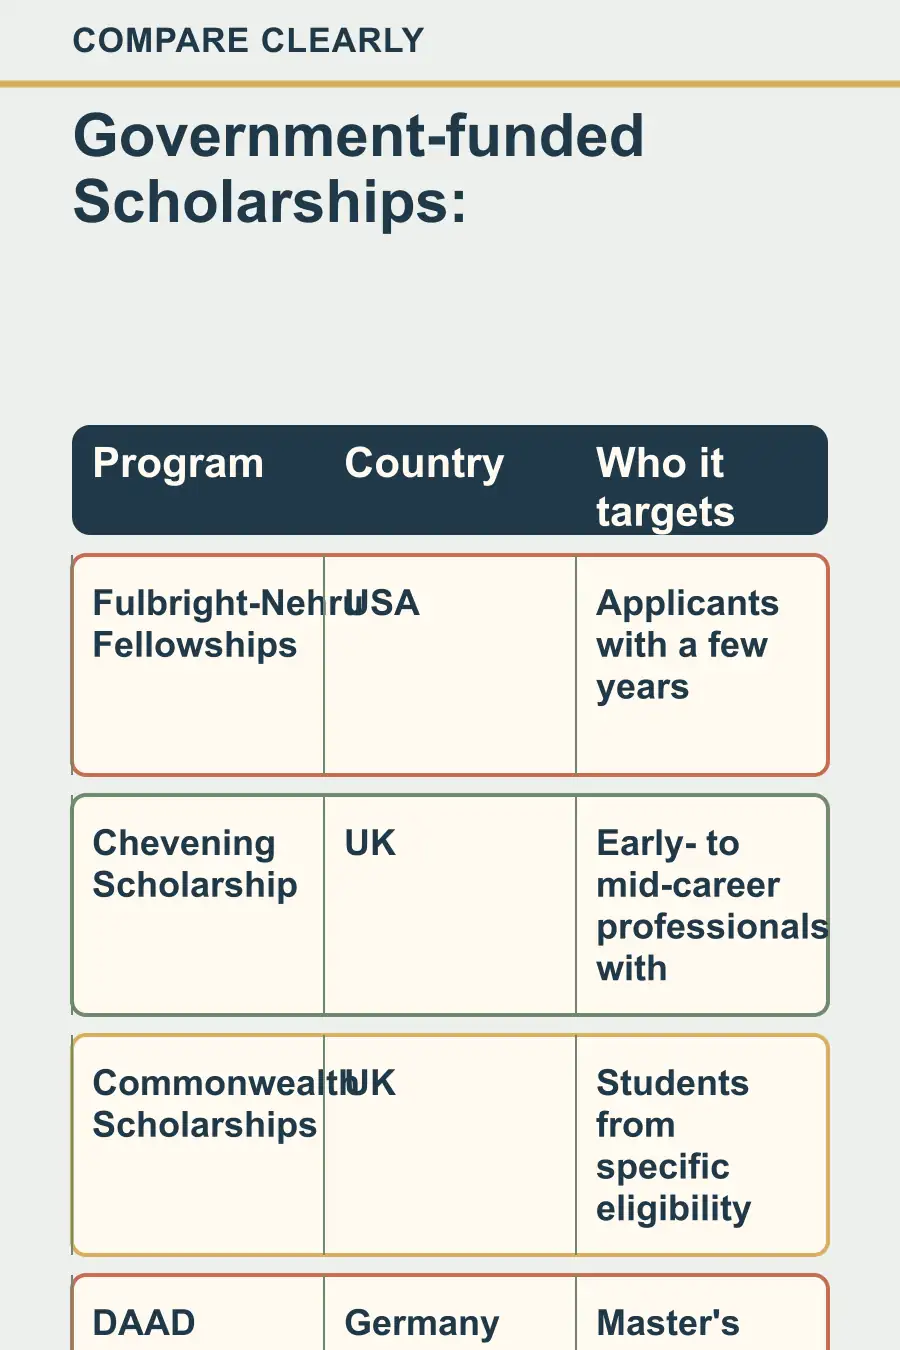 COMPARE CLEARLY
Government-funded
Scholarships:
Program Country Who it
targets
Fulbright-Nehru USA Applicants
Fellowships with a few
years
Chevening UK Early- to
Scholarship mid-career
professionals
with
Commonwealth UK Students
Scholarships from
specific
eligibility
DAAD Germany Master's